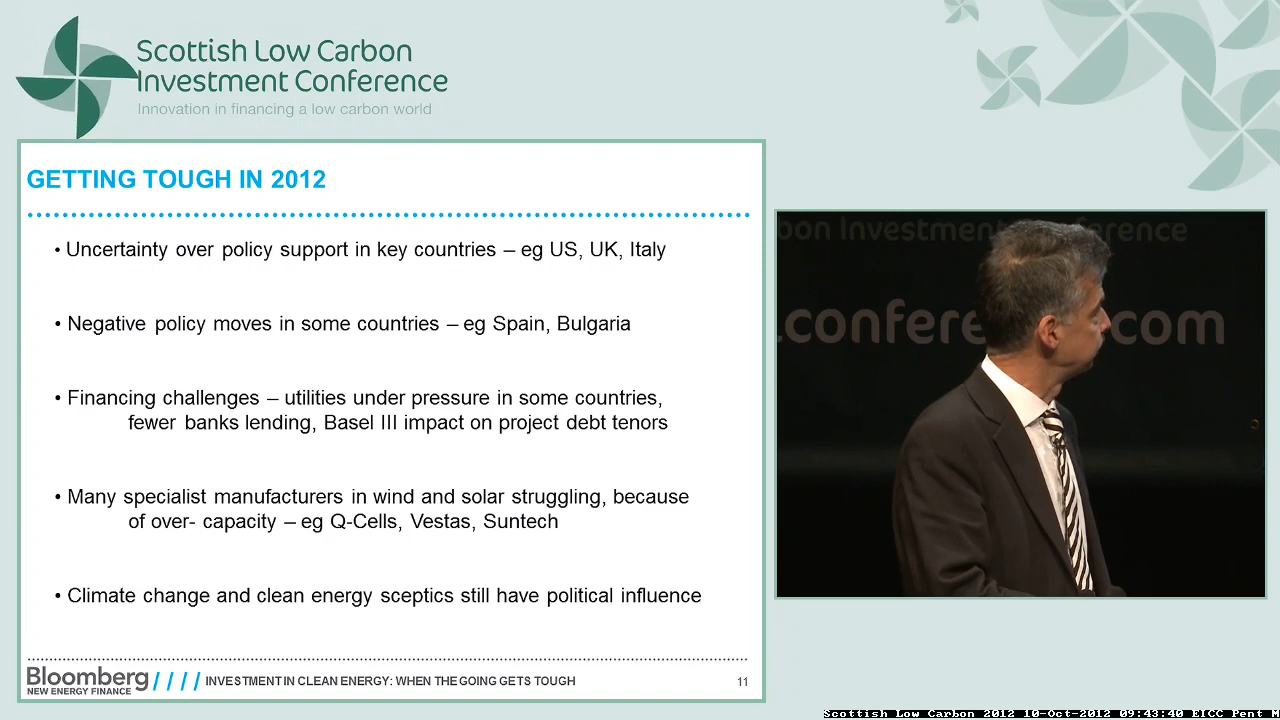 Scottish Low Carbon
Investment Conference
Innovation in financing a low carbon world
GETTING TOUGH IN 2012
• Uncertainty over policy support in key countries – eg US, UK, Italy
• Negative policy moves in some countries – eg Spain, Bulgaria
• Financing challenges – utilities under pressure in some countries,
fewer banks lending, Basel III impact on project debt tenors
• Many specialist manufacturers in wind and solar struggling, because
of over- capacity – eg Q-Cells, Vestas, Suntech
• Climate change and clean energy sceptics still have political influence
Bloomberg
NEW ENERGY FINANCE
//// INVESTMENT IN CLEAN ENERGY: WHEN THE GOING GETS TOUGH
11
bon Investment Conference
.conference.com
Scottish Low Carbon 2012 10-Oct-2012 09:43:40 EICC Pent M